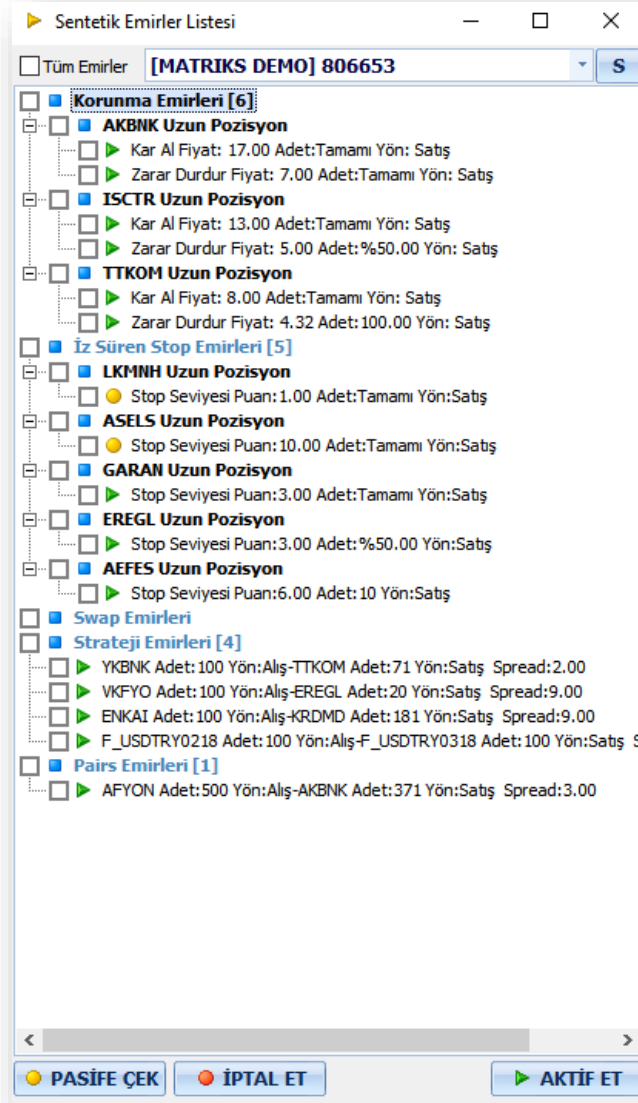 Sentetik Emirler Listesi
Tüm Emirler [MATRIKS DEMO] 806653 S
Korunma Emirleri [6]
AKBNK Uzun Pozisyon
Kar Al Fiyat: 17.00 Adet:Tamamı Yön: Satış
Zarar Durdur Fiyat: 7.00 Adet:Tamamı Yön: Satış
ISCTR Uzun Pozisyon
Kar Al Fiyat: 13.00 Adet:Tamamı Yön: Satış
Zarar Durdur Fiyat: 5.00 Adet:%50.00 Yön: Satış
TTKOM Uzun Pozisyon
Kar Al Fiyat: 8.00 Adet:Tamamı Yön: Satış
Zarar Durdur Fiyat: 4.32 Adet:100.00 Yön: Satış
İz Süren Stop Emirleri [5]
LKMNH Uzun Pozisyon
Stop Seviyesi Puan:1.00 Adet:Tamamı Yön:Satış
ASELS Uzun Pozisyon
Stop Seviyesi Puan:10.00 Adet:Tamamı Yön:Satış
GARAN Uzun Pozisyon
Stop Seviyesi Puan:3.00 Adet:Tamamı Yön:Satış
EREGL Uzun Pozisyon
Stop Seviyesi Puan:3.00 Adet:%50.00 Yön:Satış
AEFES Uzun Pozisyon
Stop Seviyesi Puan:6.00 Adet:10 Yön:Satış
Swap Emirleri
Strateji Emirleri [4]
YKBNK Adet:100 Yön:Alış-TTKOM Adet:71 Yön:Satış Spread:2.00
VKFYO Adet:100 Yön:Alış-EREGL Adet:20 Yön:Satış Spread:9.00
ENKAI Adet:100 Yön:Alış-KRDMD Adet:181 Yön:Satış Spread:9.00
F_USDTRY0218 Adet:100 Yön:Alış-F_USDTRY0318 Adet:100 Yön:Satış S
Pairs Emirleri [1]
AFYON Adet:500 Yön:Alış-AKBNK Adet:371 Yön:Satış Spread:3.00
PASİFE ÇEK İPTAL ET AKTİF ET